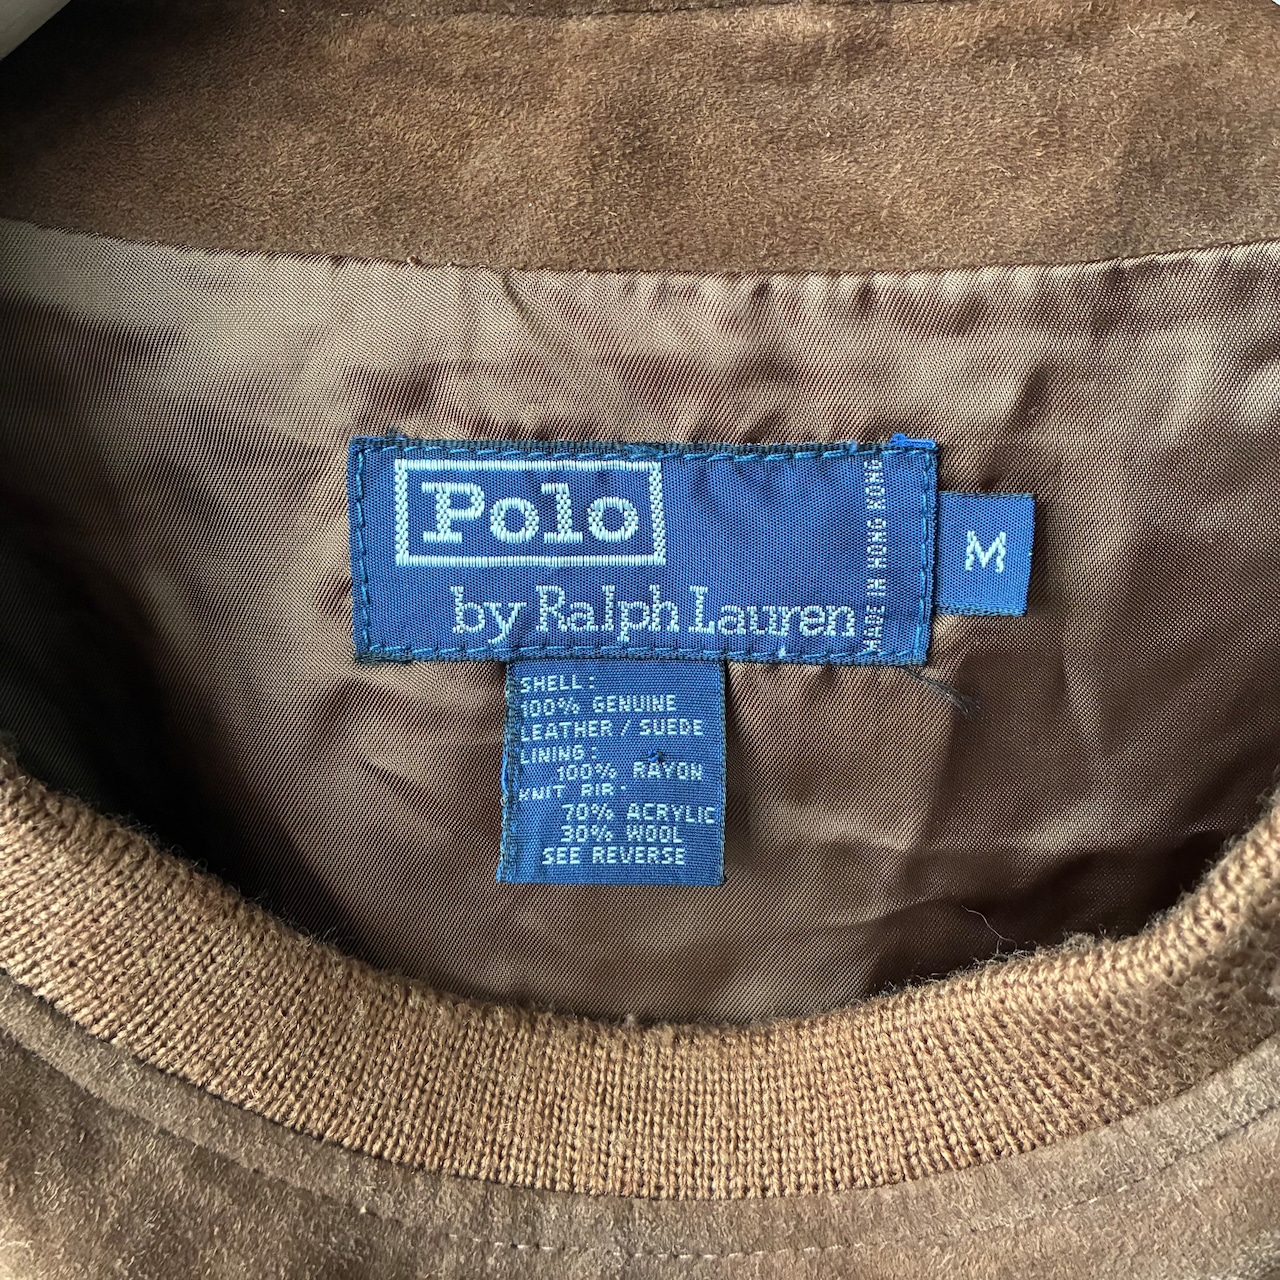 Polo
by Ralph Lauren
MADE IN HONG KONG
M
SHELL:
100% GENUINE
LEATHER / SUEDE
LINING:
100% RAYON
KNIT RIB:
70% ACRYLIC
30% WOOL
SEE REVERSE